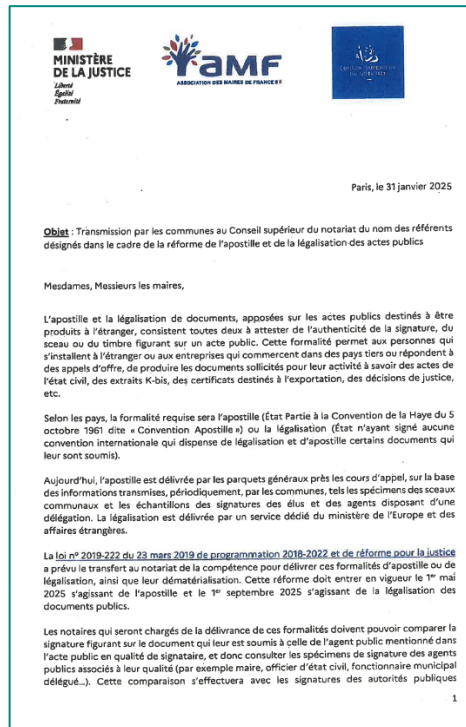 MINISTÈRE
DE LA JUSTICE
Liberté
Égalité
Fraternité
AMF
ASSOCIATION DES MAIRES DE FRANCE
CONSEIL SUPÉRIEUR
DU NOTARIAT
Paris, le 31 janvier 2025
Objet : Transmission par les communes au Conseil supérieur du notariat du nom des référents
désignés dans le cadre de la réforme de l'apostille et de la légalisation des actes publics
Mesdames, Messieurs les maires,
L'apostille et la légalisation de documents, apposées sur les actes publics destinés à être
produits à l'étranger, consistent toutes deux à attester de l'authenticité de la signature, du
sceau ou du timbre figurant sur un acte public. Cette formalité permet aux personnes qui
s'installent à l'étranger ou aux entreprises qui commercent dans des pays tiers ou répondent à
des appels d'offre, de produire les documents sollicités pour leur activité à savoir des actes de
l'état civil, des extraits K-bis, des certificats destinés à l'exportation, des décisions de justice,
etc.
Selon les pays, la formalité requise sera l'apostille (État Partie à la Convention de la Haye du 5
octobre 1961 dite « Convention Apostille ») ou la légalisation (État n'ayant signé aucune
convention internationale qui dispense de légalisation et d'apostille certains documents qui
leur sont soumis).
Aujourd'hui, l'apostille est délivrée par les parquets généraux près les cours d'appel, sur la base
des informations transmises, périodiquement, par les communes, tels les spécimens des sceaux
communaux et les échantillons des signatures des élus et des agents disposant d'une
délégation. La légalisation est délivrée par un service dédié du ministère de l'Europe et des
affaires étrangères.
La loi n° 2019-222 du 23 mars 2019 de programmation 2018-2022 et de réforme pour la justice
a prévu le transfert au notariat de la compétence pour délivrer ces formalités d'apostille ou de
légalisation, ainsi que leur dématérialisation. Cette réforme doit entrer en vigueur le 1er mai
2025 s'agissant de l'apostille et le 1er septembre 2025 s'agissant de la légalisation des
documents publics.
Les notaires qui seront chargés de la délivrance de ces formalités doivent pouvoir comparer la
signature figurant sur le document qui leur est soumis à celle de l'agent public mentionné dans
l'acte public en qualité de signataire, et donc consulter les spécimens de signature des agents
publics associés à leur qualité (par exemple maire, officier d'état civil, fonctionnaire municipal
délégué...). Cette comparaison s'effectuera avec les signatures des autorités publiques
1